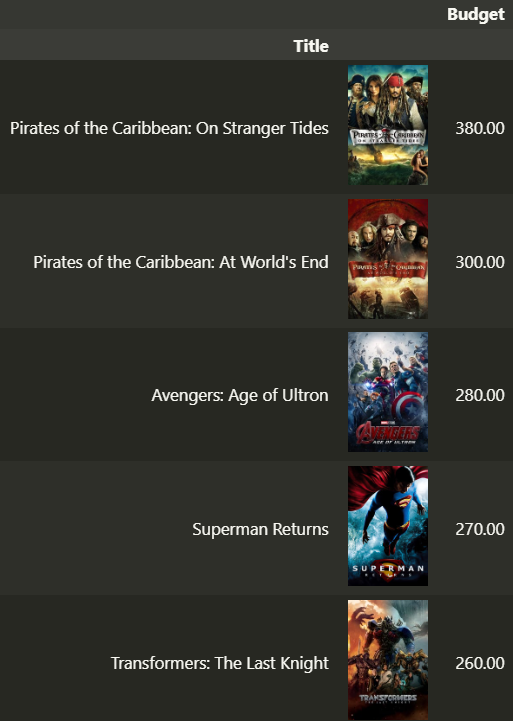 Budget
Title
Pirates of the Caribbean: On Stranger Tides
PIRATES of the CARIBBEAN
ON STRANGER TIDES
380.00
Pirates of the Caribbean: At World's End
PIRATES of the CARIBBEAN
300.00
Avengers: Age of Ultron
AVENGERS
AGE OF ULTRON
280.00
Superman Returns
SUPERMAN
RETURNS
270.00
Transformers: The Last Knight
TRANSFORMERS
THE LAST KNIGHT
260.00